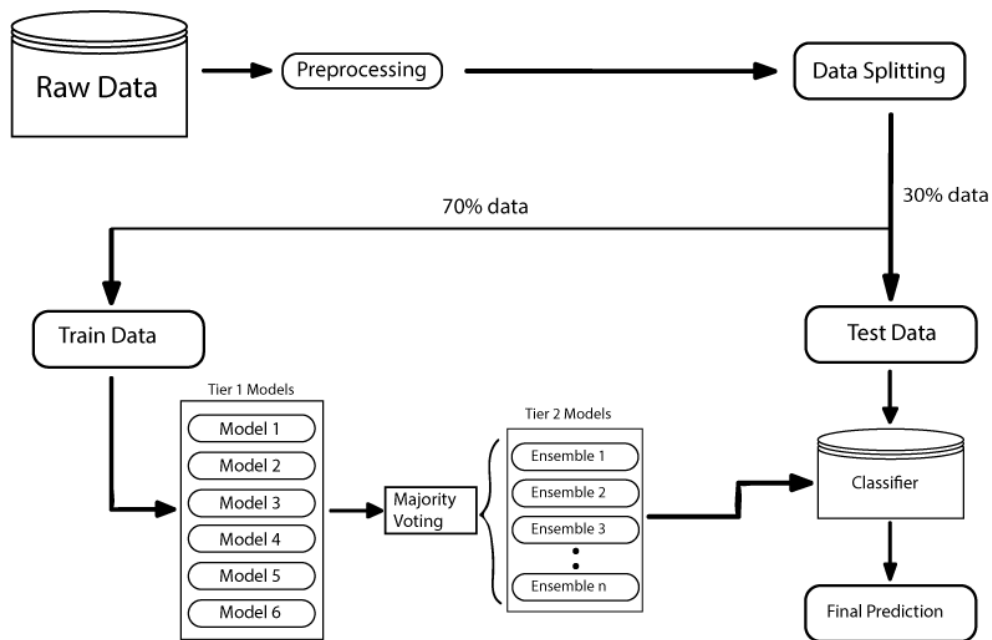 Raw Data
Preprocessing
Data Splitting
70% data
30% data
Train Data
Test Data
Tier 1 Models
Model 1
Model 2
Model 3
Model 4
Model 5
Model 6
Majority
Voting
Tier 2 Models
Ensemble 1
Ensemble 2
Ensemble 3
Ensemble n
Classifier
Final Prediction